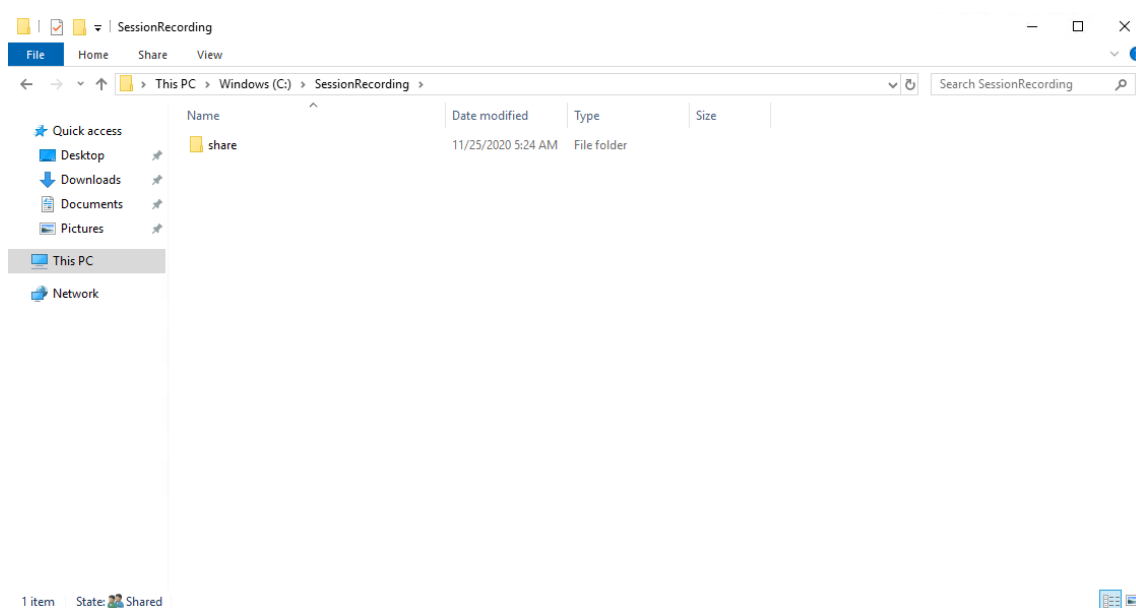 SessionRecording
File Home Share View
This PC > Windows (C:) > SessionRecording >
Search SessionRecording
Name Date modified Type Size
Quick access
share 11/25/2020 5:24 AM File folder
Desktop
Downloads
Documents
Pictures
This PC
Network
1 item State: Shared